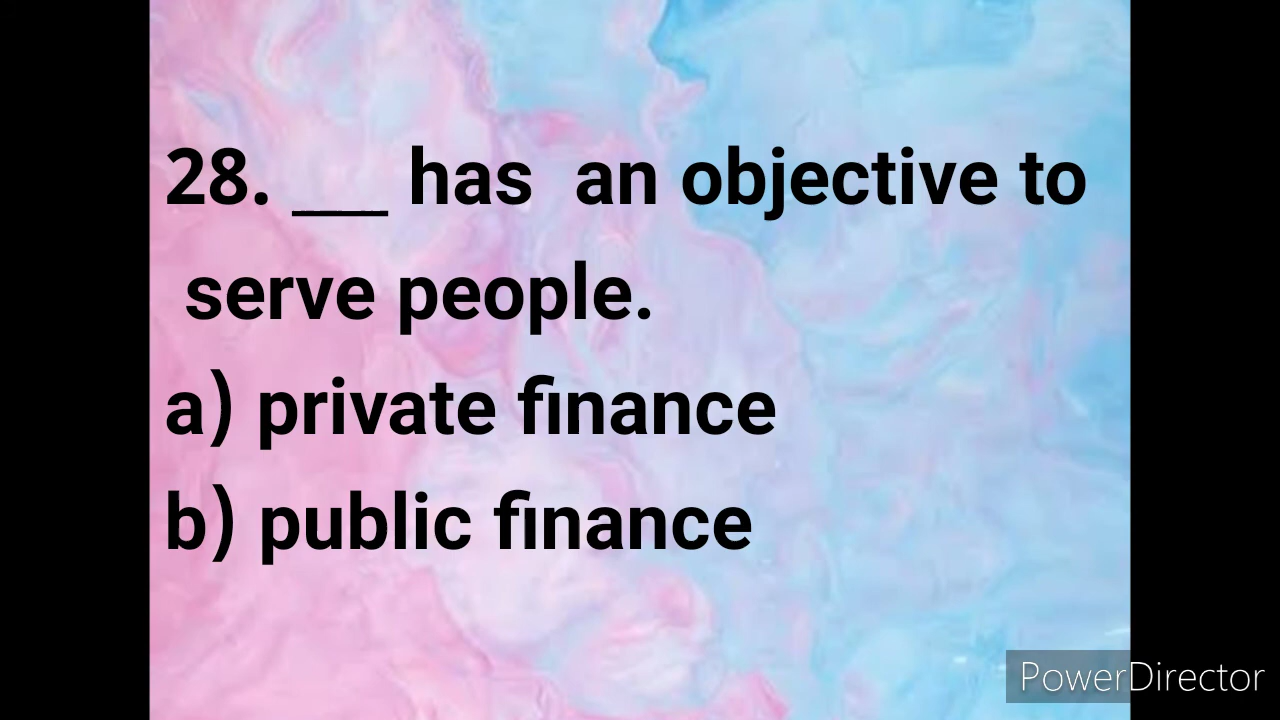 28. ___ has  an objective to
serve people.
a) private finance
b) public finance
PowerDirector